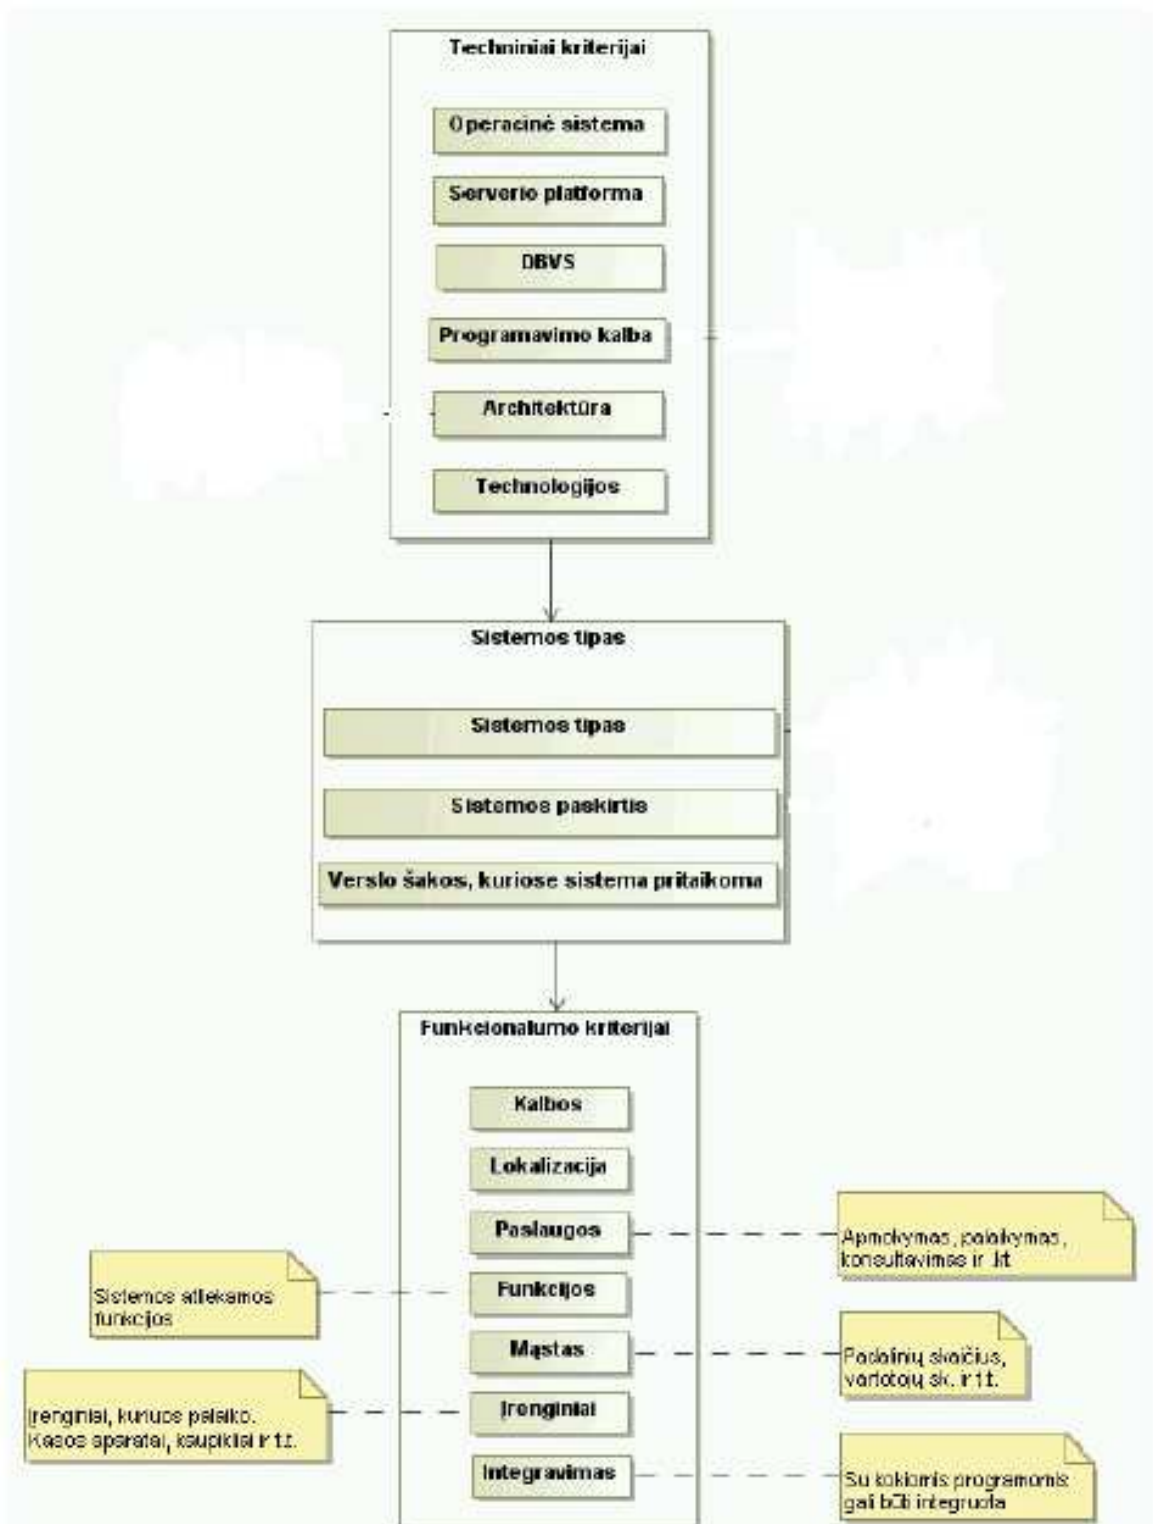 Techniniai kriterijai
Operacinė sistema
Serverio platforma
DBVS
Programavimo kalba
Architektūra
Technologijos
Sistemos tipas
Sistemos tipas
Sistemos paskirtis
Verslo šakos, kuriose sistema pritaikoma
Funkcionalumo kriterijai
Kalbos
Lokalizacija
Paslaugos
Apmokymas, palaikymas,
konsultavimas ir .kt
Funkcijos
Sistemos atliekamos
funkcijos
Mąstas
Padalinių skaičius,
vartotojų sk. ir t.t.
Įrenginiai
Įrenginiai, kuriuos palaiko.
Kasos aparatai, kaupikliai ir t.t.
Integravimas
Su kokiomis programomis
gali būti integruota